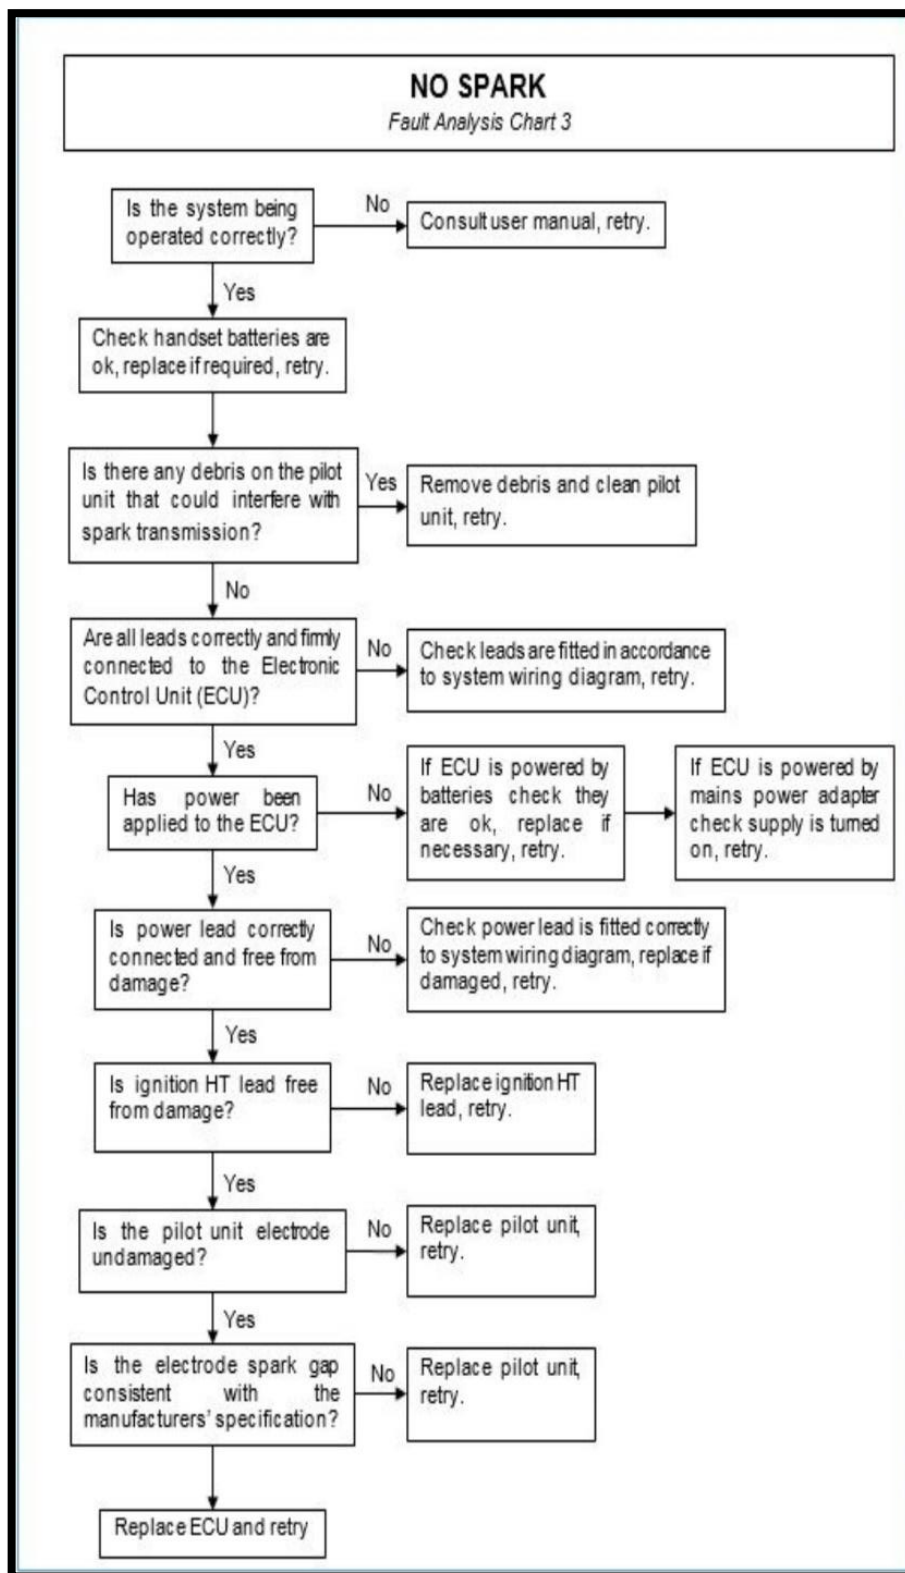 NO SPARK
Fault Analysis Chart 3
Is the system being
operated correctly?
No
Consult user manual, retry.
Yes
Check handset batteries are
ok, replace if required, retry.
Is there any debris on the pilot
unit that could interfere with
spark transmission?
Yes
Remove debris and clean pilot
unit, retry.
No
Are all leads correctly and firmly
connected to the Electronic
Control Unit (ECU)?
No
Check leads are fitted in accordance
to system wiring diagram, retry.
Yes
Has power been
applied to the ECU?
No
If ECU is powered by
batteries check they
are ok, replace if
necessary, retry.
If ECU is powered by
mains power adapter
check supply is turned
on, retry.
Yes
Is power lead correctly
connected and free from
damage?
No
Check power lead is fitted correctly
to system wiring diagram, replace if
damaged, retry.
Yes
Is ignition HT lead free
from damage?
No
Replace ignition HT
lead, retry.
Yes
Is the pilot unit electrode
undamaged?
No
Replace pilot unit,
retry.
Yes
Is the electrode spark gap
consistent with the
manufacturers' specification?
No
Replace pilot unit,
retry.
Replace ECU and retry